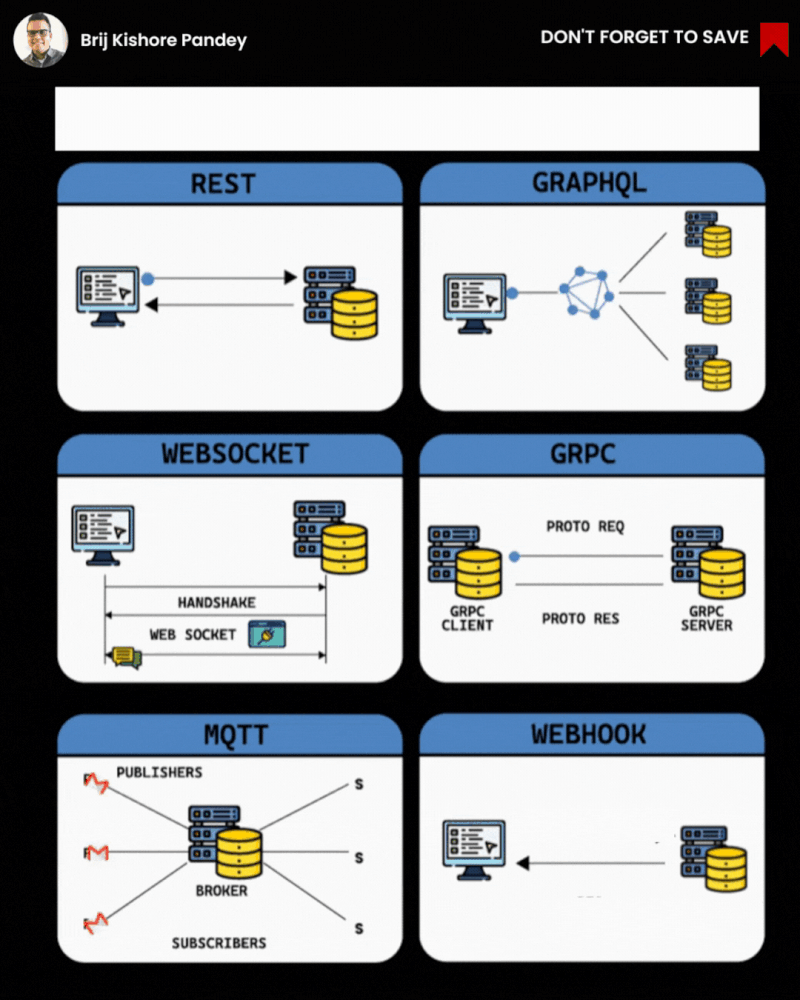 Brij Kishore Pandey
DON'T FORGET TO SAVE
REST
GRAPHQL
WEBSOCKET
HANDSHAKE
WEB SOCKET
GRPC
PROTO REQ
GRPC
CLIENT
PROTO RES
GRPC
SERVER
MQTT
PUBLISHERS
S
S
BROKER
S
SUBSCRIBERS
WEBHOOK